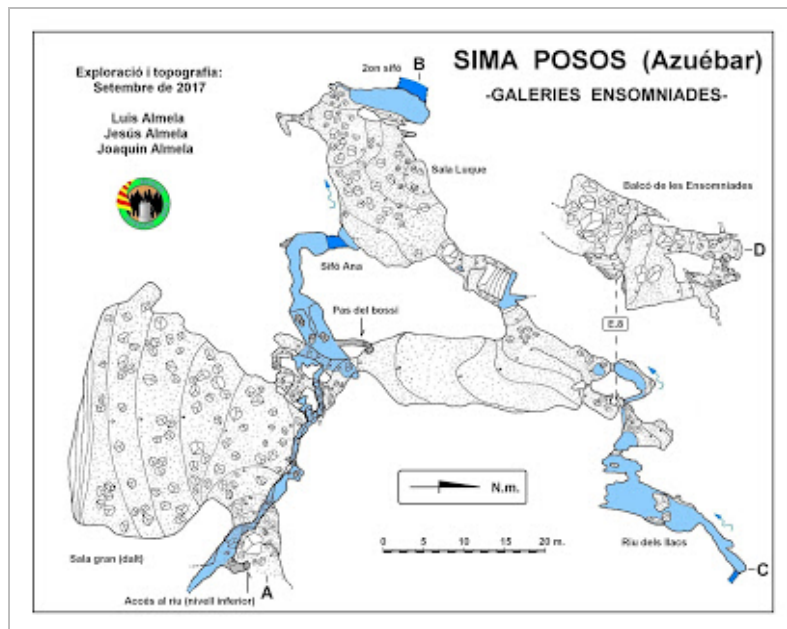 Exploració i topografia:
Setembre de 2017
Luis Almela
Jesús Almela
Joaquin Almela
SIMA POSOS (Azuébar)
-GALERIES ENSOMNIADES-
2on sifó
B
Sala Luque
Balcó de les Ensomniades
D
Sifó Ana
Pas del bossi
E.8
N.m.
0 5 10 15 20 m.
Sala gran (dalt)
Riu dels llacs
C
A
Accés al riu (nivell inferior)